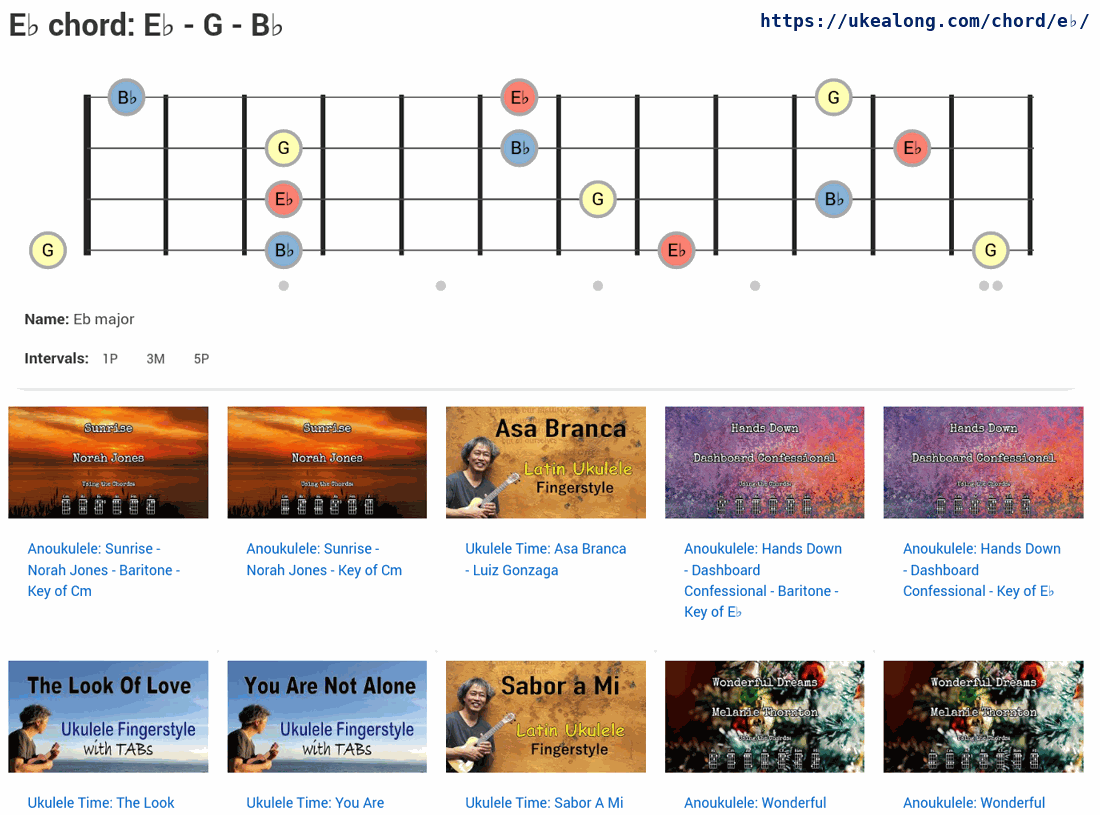 E♭ chord: E♭ - G - B♭
https://ukealong.com/chord/e♭/
B♭ E♭ G
G B♭ E♭
E♭ G B♭
G B♭ E♭ G
Name: Eb major
Intervals: 1P 3M 5P
Sunrise
Norah Jones
Using the Chords:
Sunrise
Norah Jones
Using the Chords:
Asa Branca
Latin Ukulele
Fingerstyle
Hands Down
Dashboard Confessional
Using the Chords:
Hands Down
Dashboard Confessional
Using the Chords:
Anoukulele: Sunrise -
Norah Jones - Baritone -
Key of Cm
Anoukulele: Sunrise -
Norah Jones - Key of Cm
Ukulele Time: Asa Branca
- Luiz Gonzaga
Anoukulele: Hands Down
- Dashboard
Confessional - Baritone -
Key of E♭
Anoukulele: Hands Down
- Dashboard
Confessional - Key of E♭
The Look Of Love
Ukulele Fingerstyle
with TABs
You Are Not Alone
Ukulele Fingerstyle
with TABs
Sabor a Mi
Latin Ukulele
Fingerstyle
Wonderful Dreams
Melanie Thornton
Using the Chords:
Wonderful Dreams
Melanie Thornton
Using the Chords:
Ukulele Time: The Look
Ukulele Time: You Are
Ukulele Time: Sabor A Mi
Anoukulele: Wonderful
Anoukulele: Wonderful